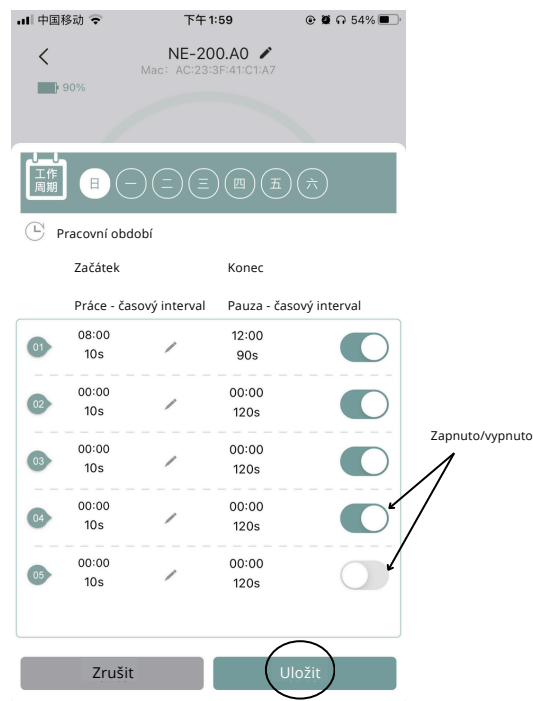 中国移动 下午1:59 54%
NE-200.A0
Mac: AC:23:3F:41:C1:A7
90%
工作
周期
日 一 二 三 四 五 六
Pracovní období
Začátek Konec
Práce - časový interval Pauza - časový interval
01 08:00 12:00
10s 90s
02 00:00 00:00
10s 120s
03 00:00 00:00
10s 120s
Zapnuto/vypnuto
04 00:00 00:00
10s 120s
05 00:00 00:00
10s 120s
Zrušit Uložit